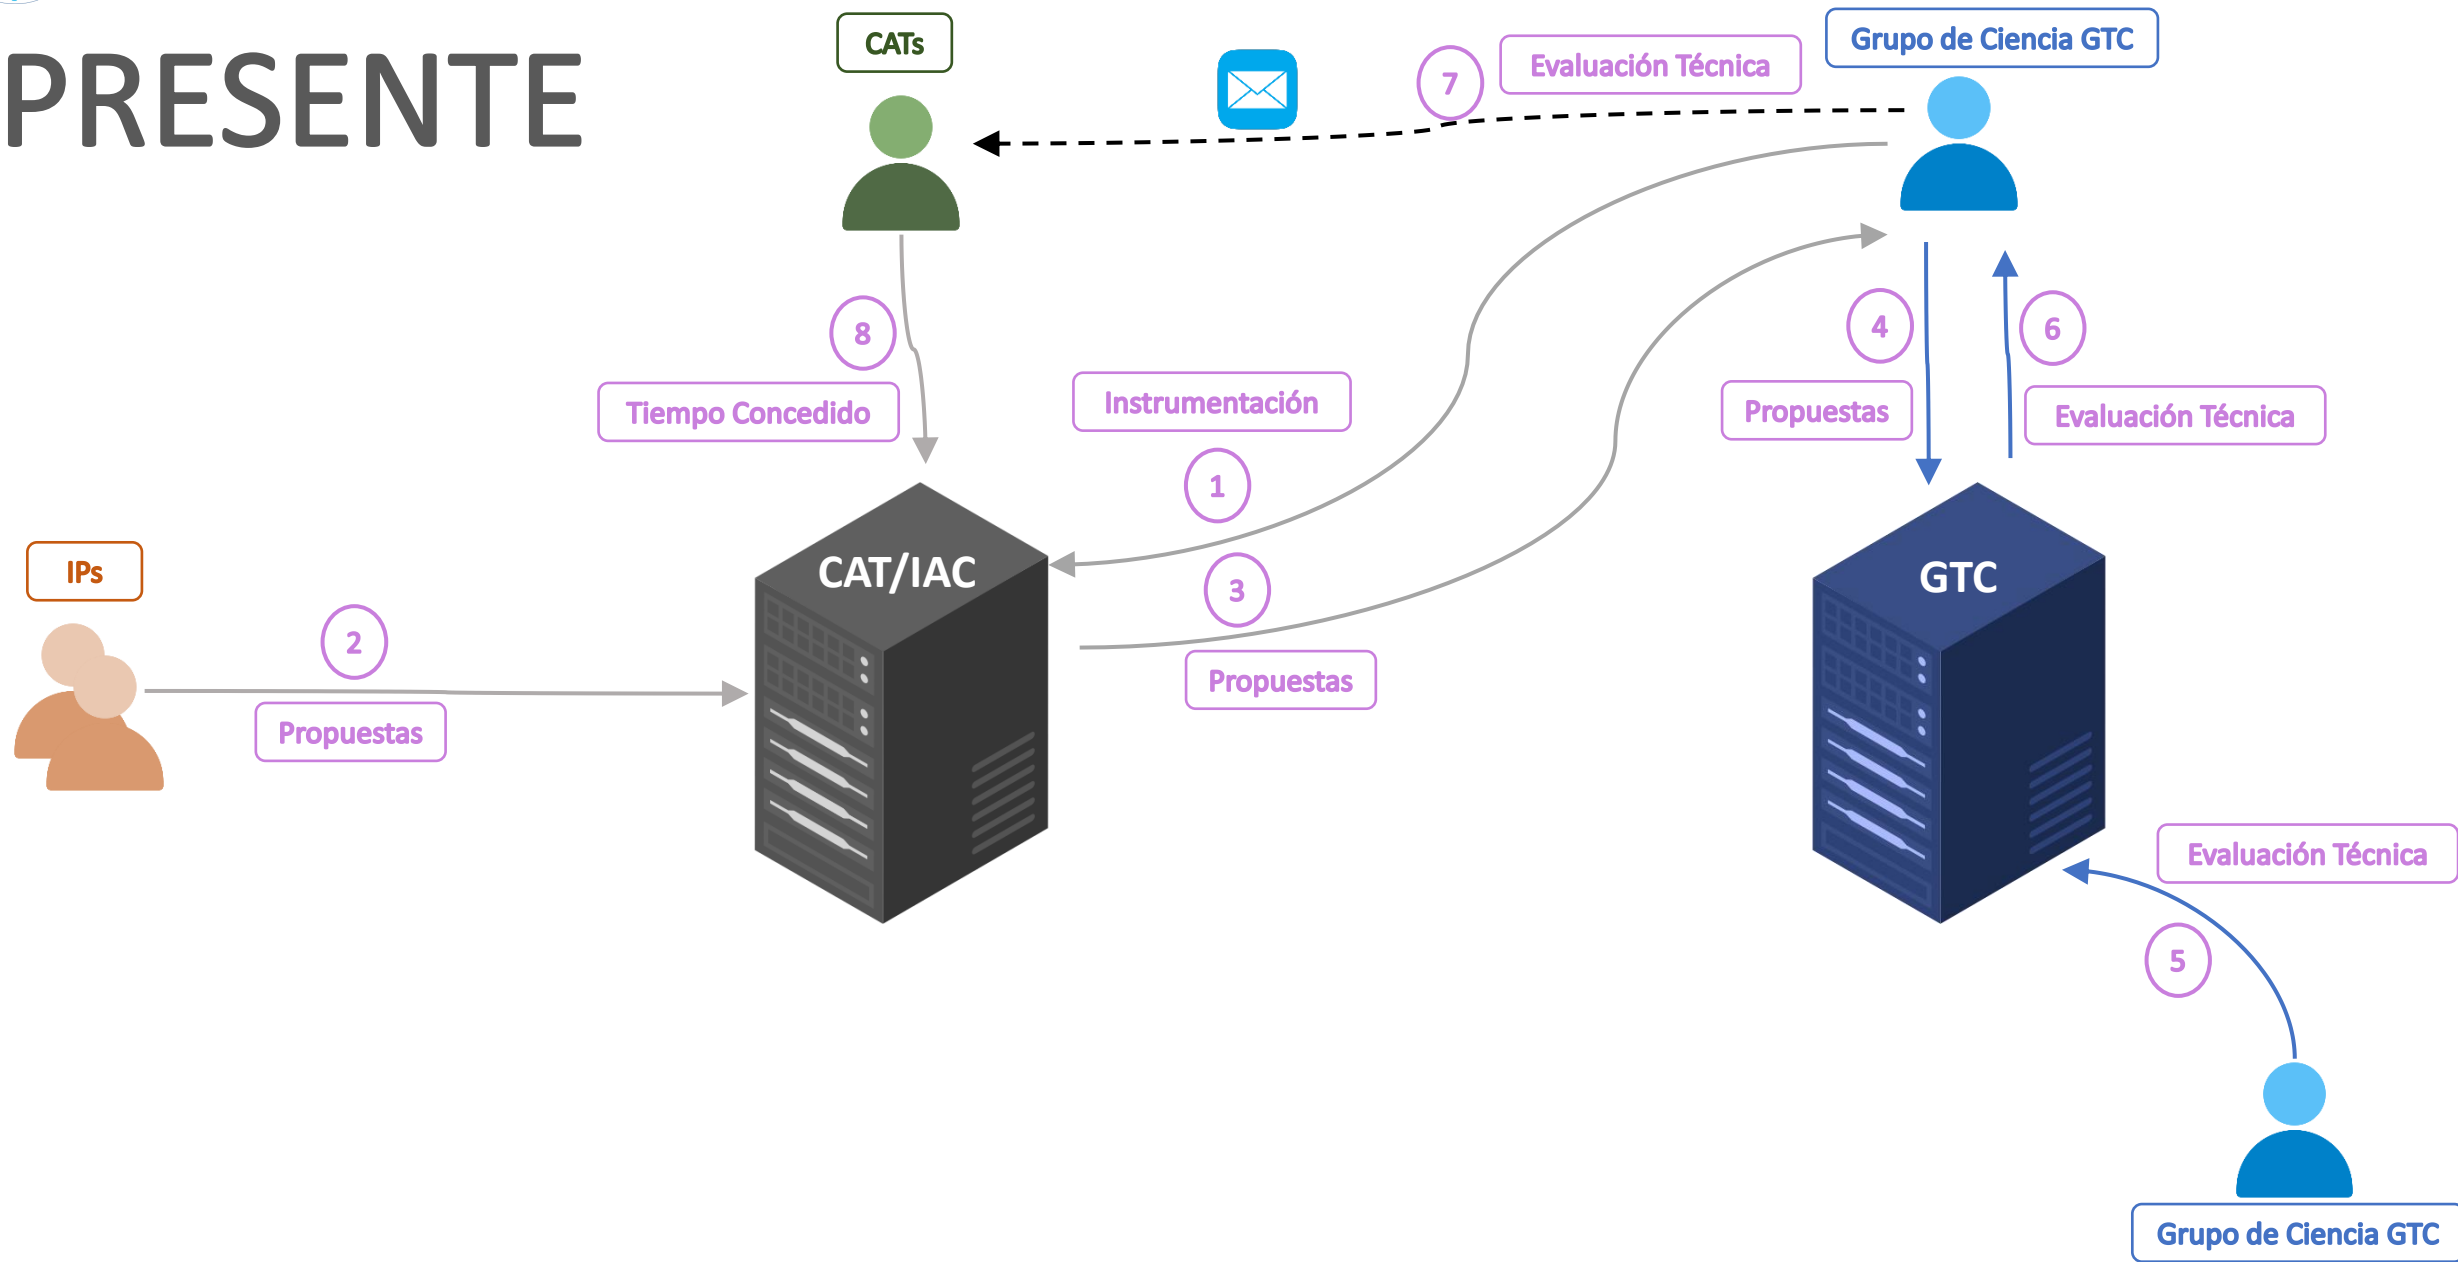 PRESENTE
CATs
Grupo de Ciencia GTC
7
Evaluación Técnica
8
Tiempo Concedido
Instrumentación
1
4
Propuestas
6
Evaluación Técnica
IPs
2
Propuestas
CAT/IAC
3
Propuestas
GTC
Evaluación Técnica
5
Grupo de Ciencia GTC